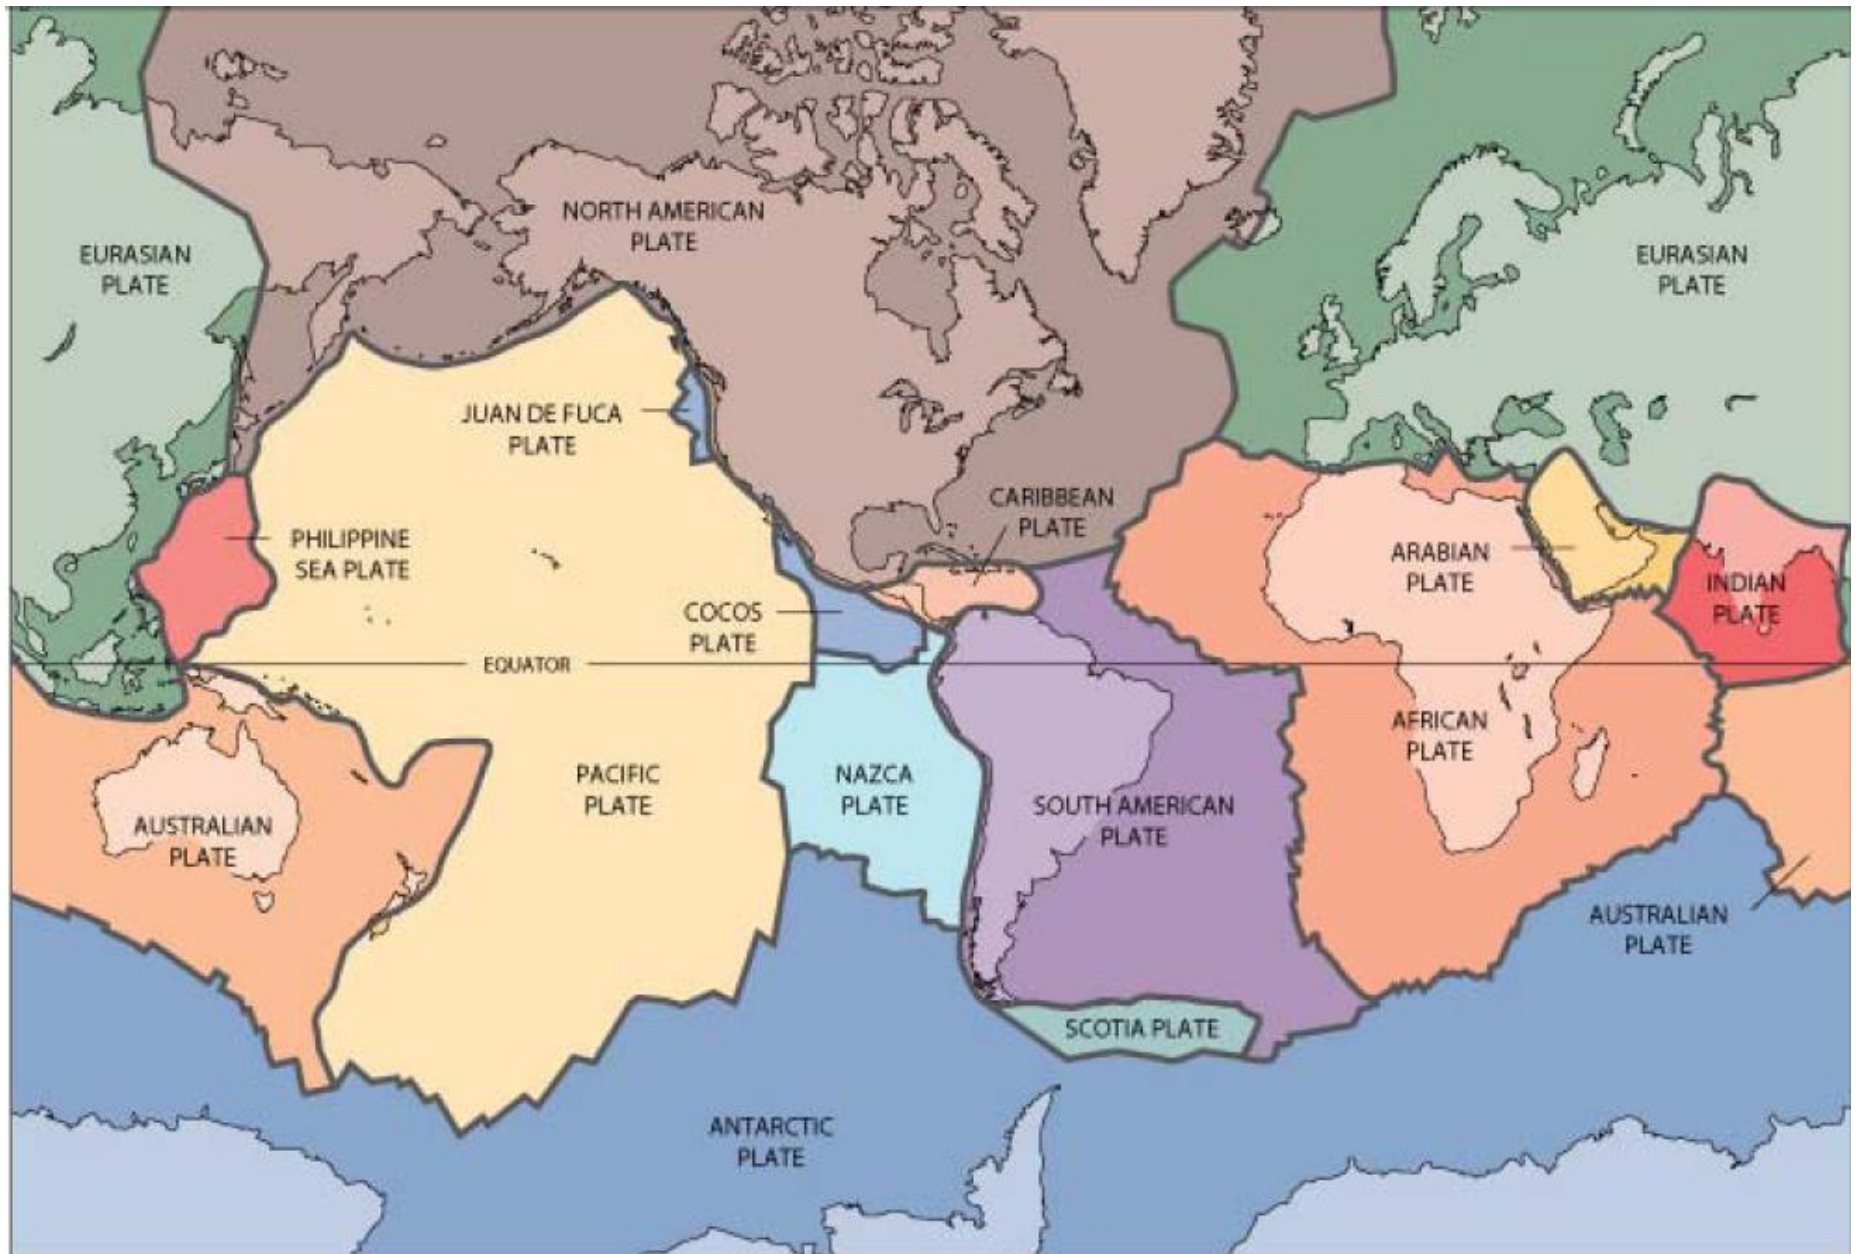 NORTH AMERICAN
PLATE
EURASIAN
PLATE
EURASIAN
PLATE
JUAN DE FUCA
PLATE
CARIBBEAN
PLATE
PHILIPPINE
SEA PLATE
ARABIAN
PLATE
INDIAN
PLATE
COCOS
PLATE
EQUATOR
AFRICAN
PLATE
PACIFIC
PLATE
NAZCA
PLATE
SOUTH AMERICAN
PLATE
AUSTRALIAN
PLATE
AUSTRALIAN
PLATE
SCOTIA PLATE
ANTARCTIC
PLATE